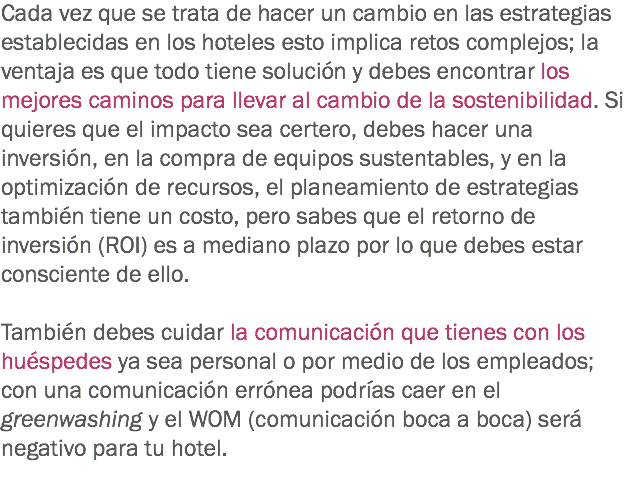 Cada vez que se trata de hacer un cambio en las estrategias
establecidas en los hoteles esto implica retos complejos; la
ventaja es que todo tiene solución y debes encontrar los
mejores caminos para llevar al cambio de la sostenibilidad. Si
quieres que el impacto sea certero, debes hacer una
inversión, en la compra de equipos sustentables, y en la
optimización de recursos, el planeamiento de estrategias
también tiene un costo, pero sabes que el retorno de
inversión (ROI) es a mediano plazo por lo que debes estar
consciente de ello.

También debes cuidar la comunicación que tienes con los
huéspedes ya sea personal o por medio de los empleados;
con una comunicación errónea podrías caer en el
greenwashing y el WOM (comunicación boca a boca) será
negativo para tu hotel.